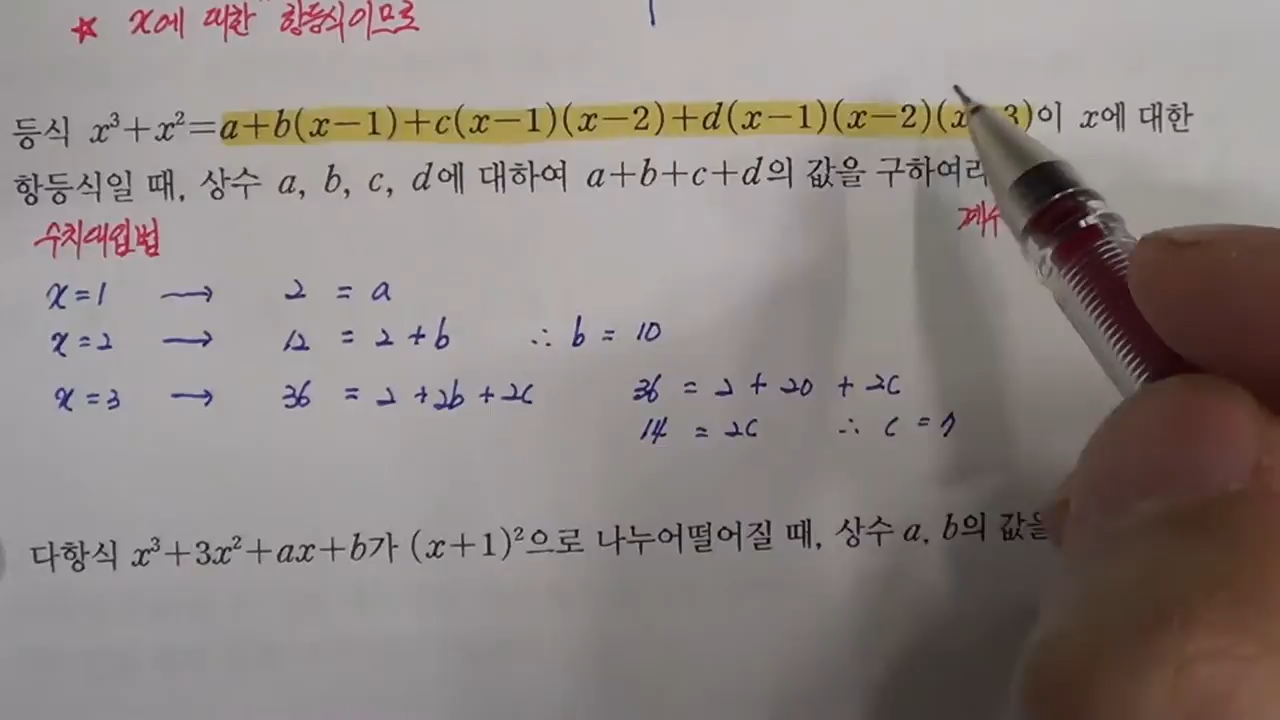 ★ x에 대한 "항등식이므로
등식 x³+x²=a+b(x-1)+c(x-1)(x-2)+d(x-1)(x-2)(x-3)이 x에 대한
항등식일 때, 상수 a, b, c, d에 대하여 a+b+c+d의 값을 구하여라
수치대입법 계수
x=1 → 2 = a
x=2 → 12 = 2+b ∴ b = 10
x=3 → 36 = 2+2b+2c 36 = 2+20+2c
14 = 2c ∴ c = 7
다항식 x³+3x²+ax+b가 (x+1)²으로 나누어떨어질 때, 상수 a, b의 값을